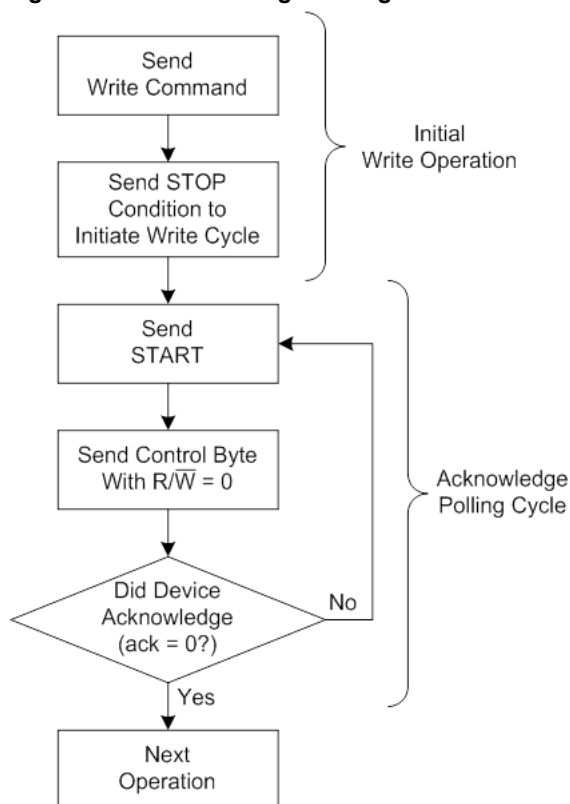 Send
Write Command
Initial
Write Operation
Send STOP
Condition to
Initiate Write Cycle
Send
START
Send Control Byte
With R/W̅ = 0
Acknowledge
Polling Cycle
Did Device
Acknowledge
(ack = 0?)
No
Yes
Next
Operation